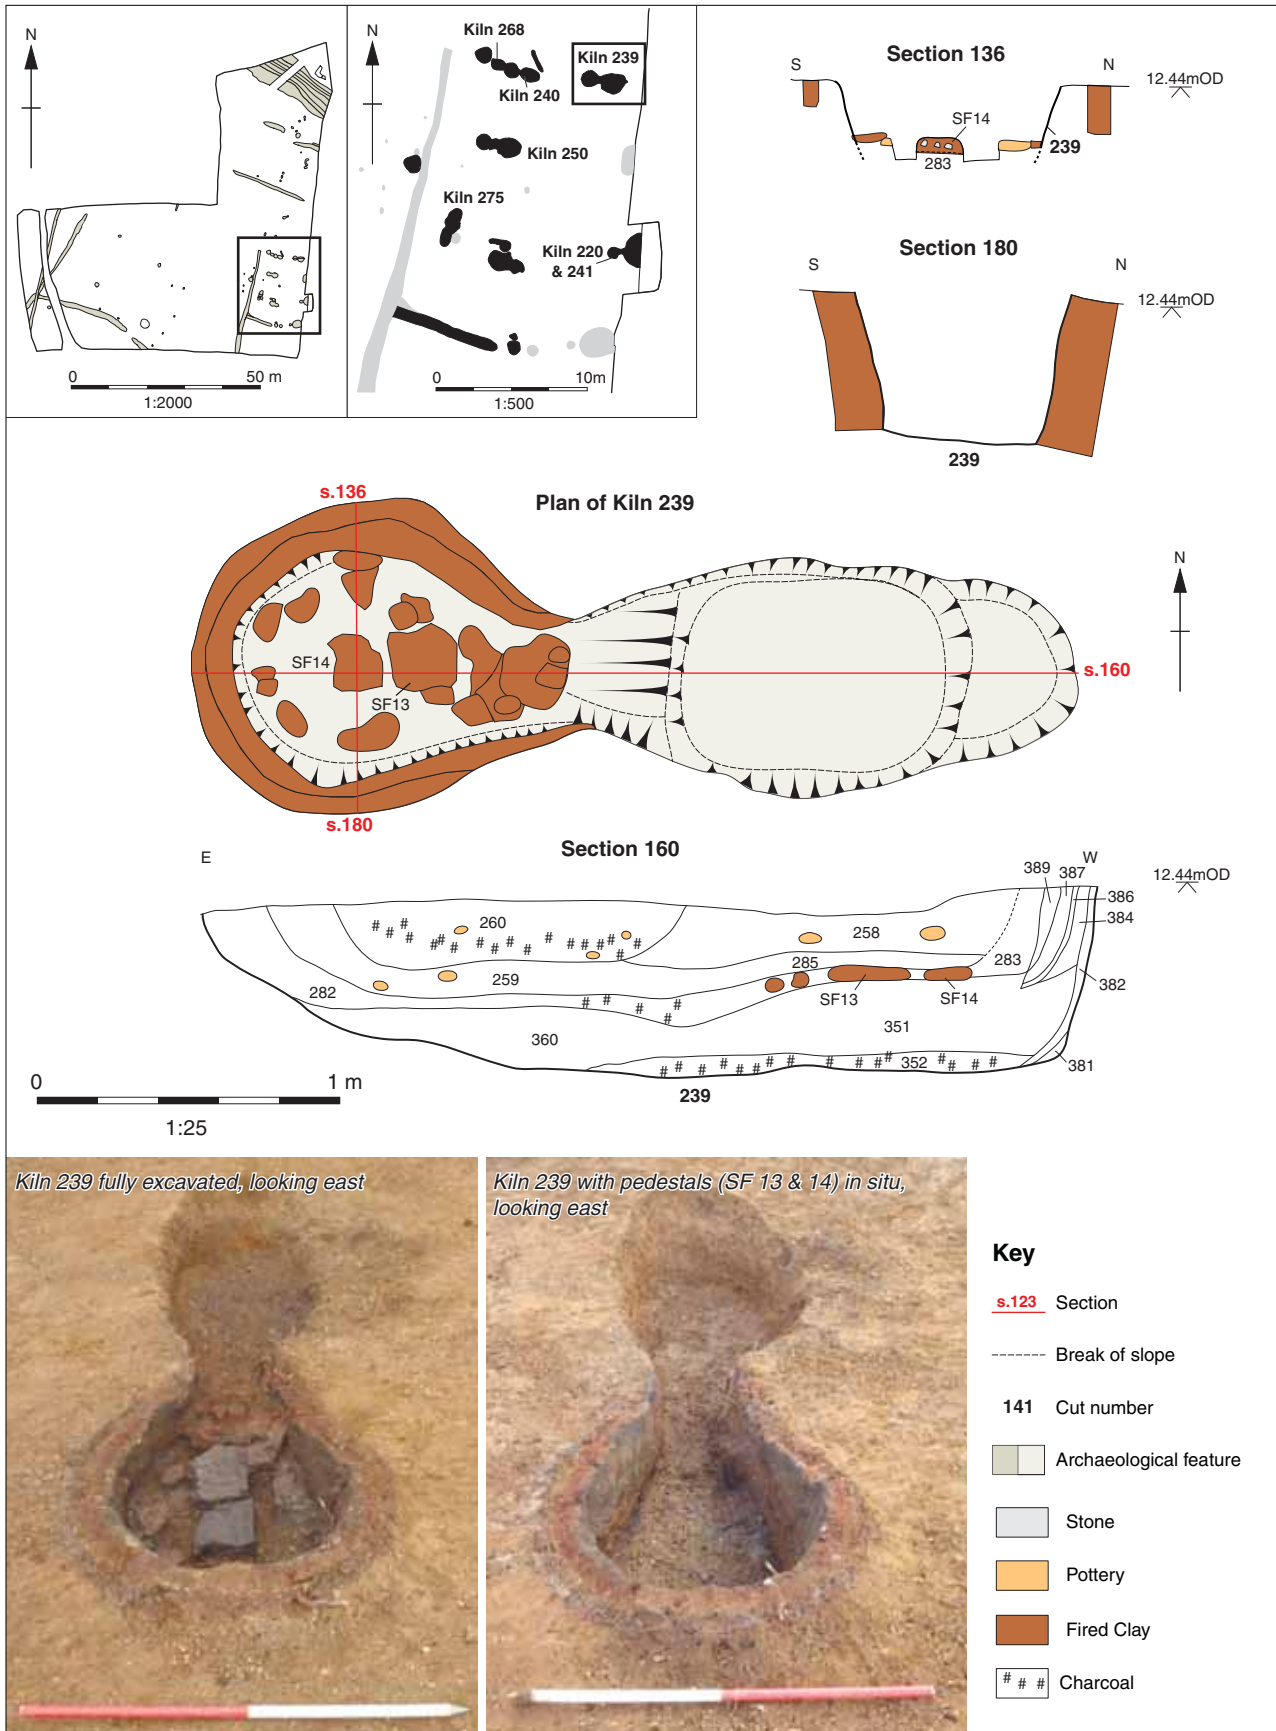 N
0
50 m
1:2000
N
Kiln 268
Kiln 239
Kiln 240
Kiln 250
Kiln 275
Kiln 220
& 241
0
10m
1:500
Section 136
S
N
12.44mOD
SF14
239
283
Section 180
S
N
12.44mOD
239
s.136
Plan of Kiln 239
N
SF14
SF13
s.160
s.180
Section 160
E
W
12.44mOD
389
387
386
384
260
258
285
283
382
282
259
SF13
SF14
360
351
352
381
239
0
1 m
1:25
Kiln 239 fully excavated, looking east
Kiln 239 with pedestals (SF 13 & 14) in situ,
looking east
Key
s.123 Section
Break of slope
141 Cut number
Archaeological feature
Stone
Pottery
Fired Clay
# # # # Charcoal